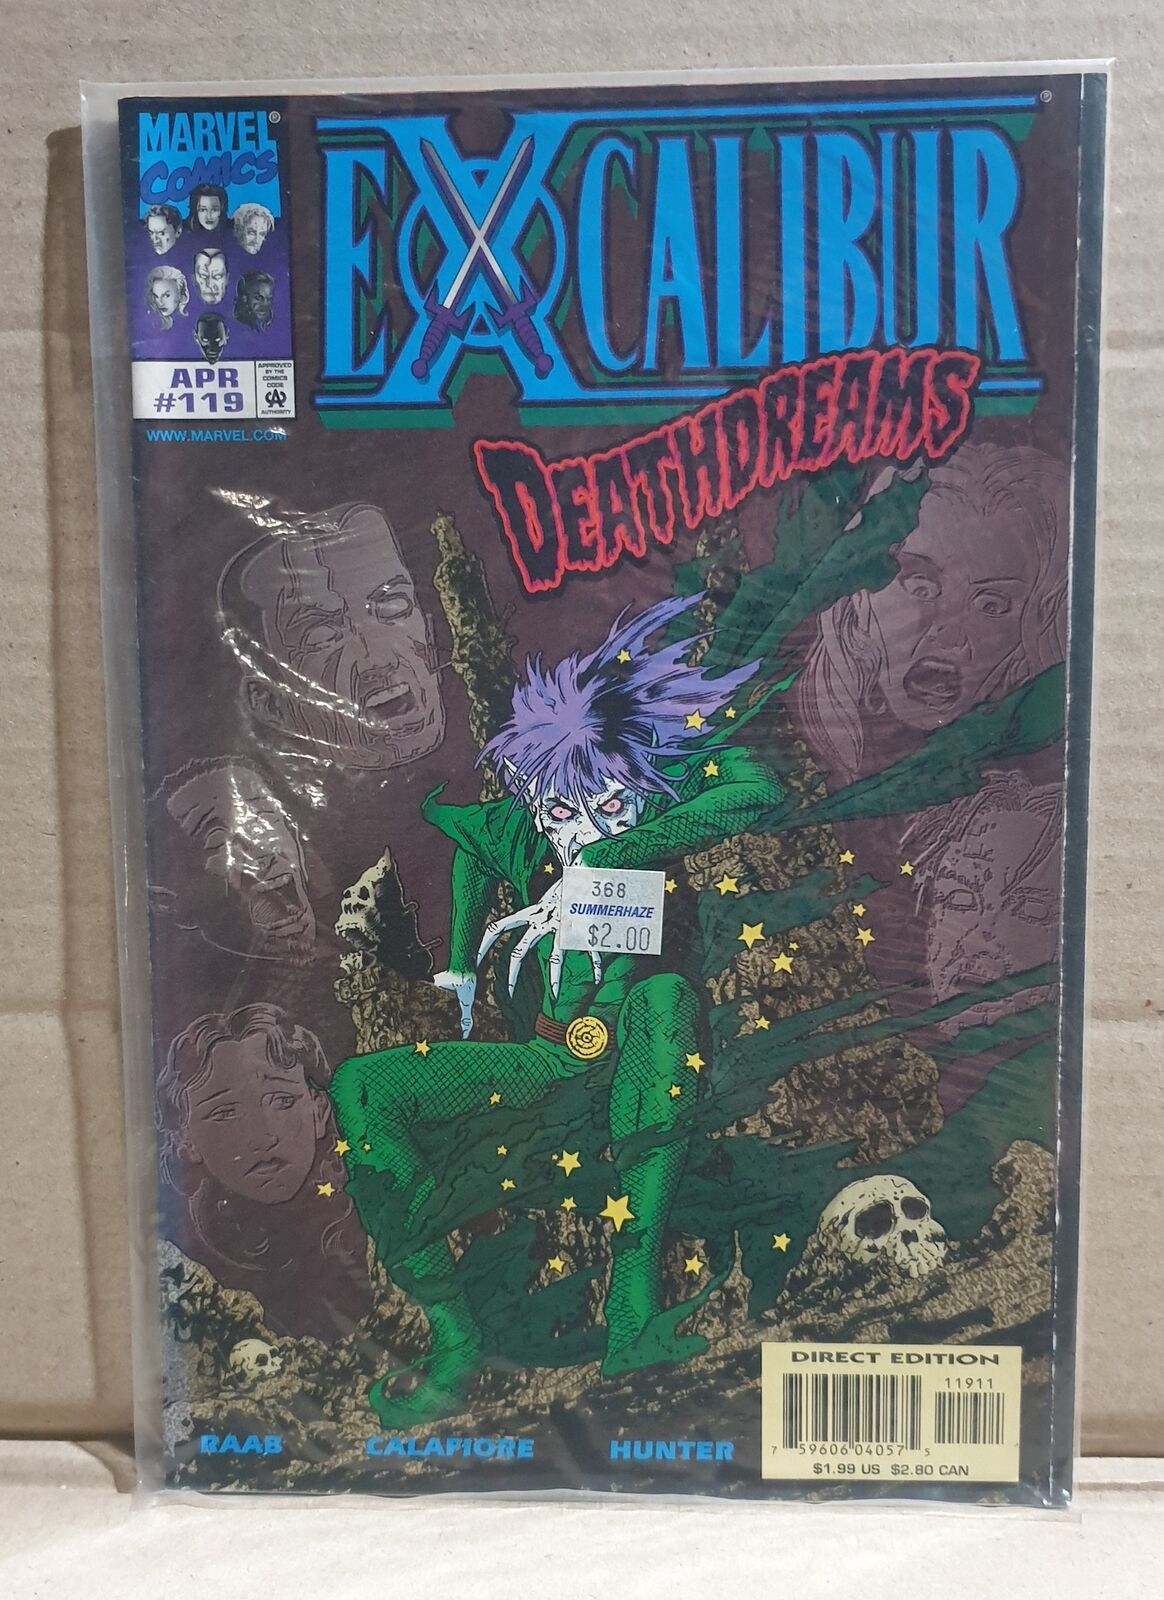 MARVEL®
COMICS
EXCALIBUR®
APR
#119
APPROVED
BY THE
COMICS
CODE
CA
AUTHORITY
WWW.MARVEL.COM
DEATHDREAMS
368
SUMMERHAZE
$2.00
DIRECT EDITION
11911
7 59606 04057 5
$1.99 US $2.80 CAN
RAAB CALAFIORE HUNTER